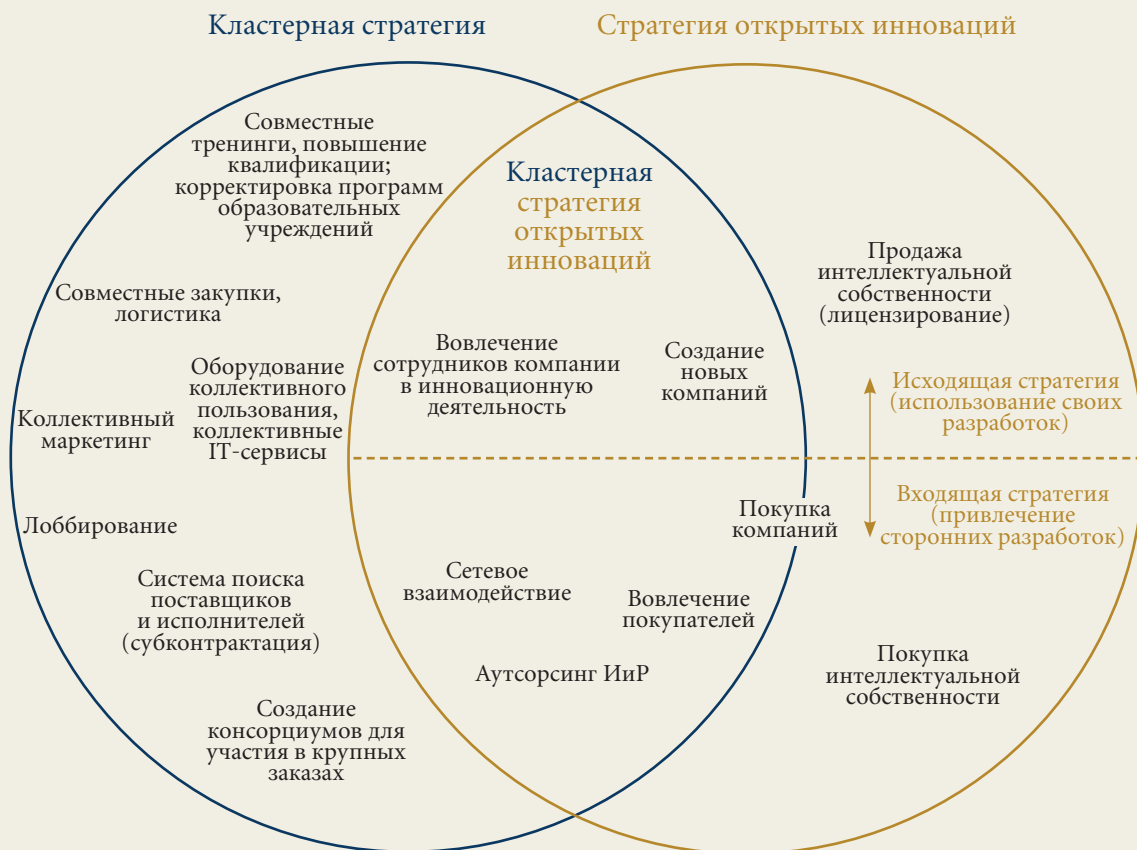 Кластерная стратегия
Стратегия открытых инноваций
Совместные
тренинги, повышение
квалификации;
корректировка программ
образовательных
учреждений
Совместные закупки,
логистика
Оборудование
коллективного
пользования,
коллективные
IT-сервисы
Коллективный
маркетинг
Лоббирование
Система поиска
поставщиков
и исполнителей
(субконтрактация)
Создание
консорциумов для
участия в крупных
заказах
Кластерная
стратегия
открытых
инноваций
Вовлечение
сотрудников компании
в инновационную
деятельность
Создание
новых
компаний
Покупка
компаний
Сетевое
взаимодействие
Вовлечение
покупателей
Аутсорсинг ИиР
Продажа
интеллектуальной
собственности
(лицензирование)
Исходящая стратегия
(использование своих
разработок)
Входящая стратегия
(привлечение
сторонних разработок)
Покупка
интеллектуальной
собственности